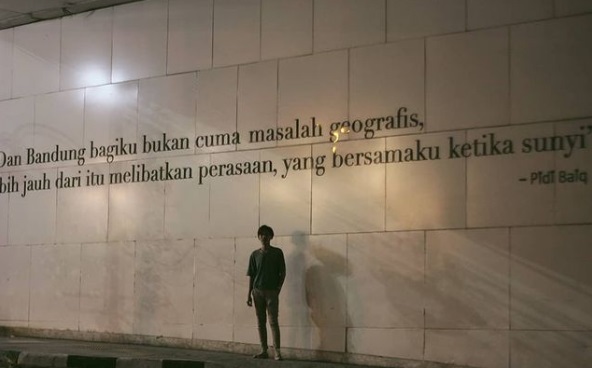 Dan Bandung bagiku bukan cuma masalah geografis,
bih jauh dari itu melibatkan perasaan, yang bersamaku ketika sunyi"
– Pidi Baiq